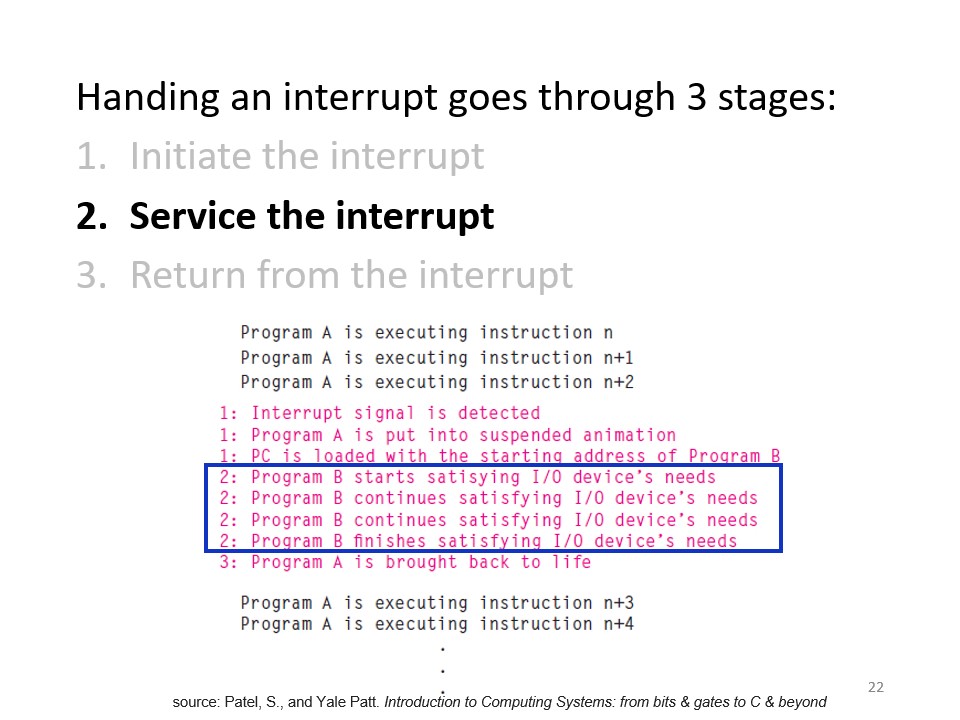 Handing an interrupt goes through 3 stages:
1. Initiate the interrupt
2. Service the interrupt
3. Return from the interrupt
Program A is executing instruction n
Program A is executing instruction n+1
Program A is executing instruction n+2
1: Interrupt signal is detected
1: Program A is put into suspended animation
1: PC is loaded with the starting address of Program B
2: Program B starts satisying I/O device's needs
2: Program B continues satisfying I/O device's needs
2: Program B continues satisfying I/O device's needs
2: Program B finishes satisfying I/O device's needs
3: Program A is brought back to life
Program A is executing instruction n+3
Program A is executing instruction n+4
.
.
.
22
source: Patel, S., and Yale Patt. Introduction to Computing Systems: from bits & gates to C & beyond